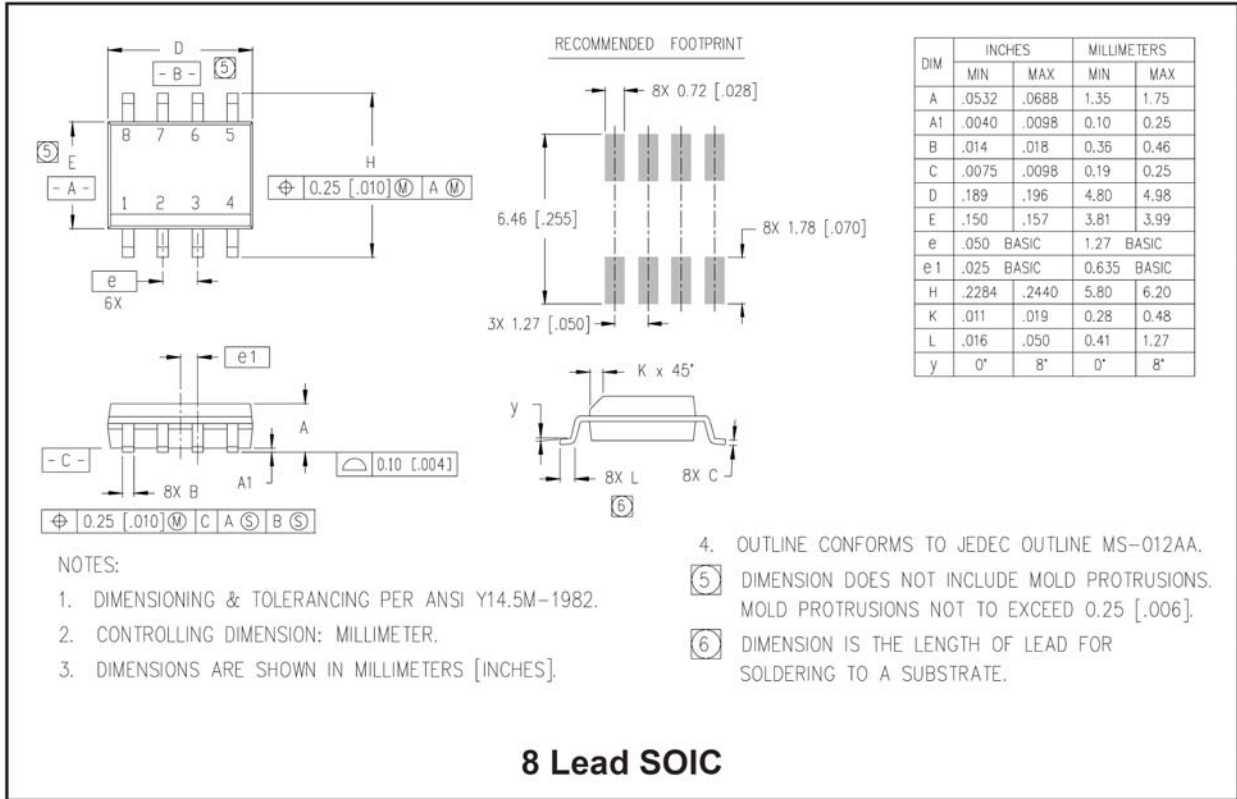 D
- B - 5
8 7 6 5
5 E
- A -
H
⌖ 0.25 [.010] Ⓜ A Ⓜ
1 2 3 4
e
6X
RECOMMENDED FOOTPRINT
8X 0.72 [.028]
6.46 [.255]
8X 1.78 [.070]
3X 1.27 [.050]
DIM INCHES MILLIMETERS
MIN MAX MIN MAX
A .0532 .0688 1.35 1.75
A1 .0040 .0098 0.10 0.25
B .014 .018 0.36 0.46
C .0075 .0098 0.19 0.25
D .189 .196 4.80 4.98
E .150 .157 3.81 3.99
e .050 BASIC 1.27 BASIC
e1 .025 BASIC 0.635 BASIC
H .2284 .2440 5.80 6.20
K .011 .019 0.28 0.48
L .016 .050 0.41 1.27
y 0° 8° 0° 8°
e1
A
- C -
8X B
A1
⌓ 0.10 [.004]
⌖ 0.25 [.010] Ⓜ C A Ⓢ B Ⓢ
K x 45°
y
8X L
6
8X C
NOTES:
1. DIMENSIONING & TOLERANCING PER ANSI Y14.5M-1982.
2. CONTROLLING DIMENSION: MILLIMETER.
3. DIMENSIONS ARE SHOWN IN MILLIMETERS [INCHES].
4. OUTLINE CONFORMS TO JEDEC OUTLINE MS-012AA.
5 DIMENSION DOES NOT INCLUDE MOLD PROTRUSIONS.
MOLD PROTRUSIONS NOT TO EXCEED 0.25 [.006].
6 DIMENSION IS THE LENGTH OF LEAD FOR
SOLDERING TO A SUBSTRATE.
8 Lead SOIC